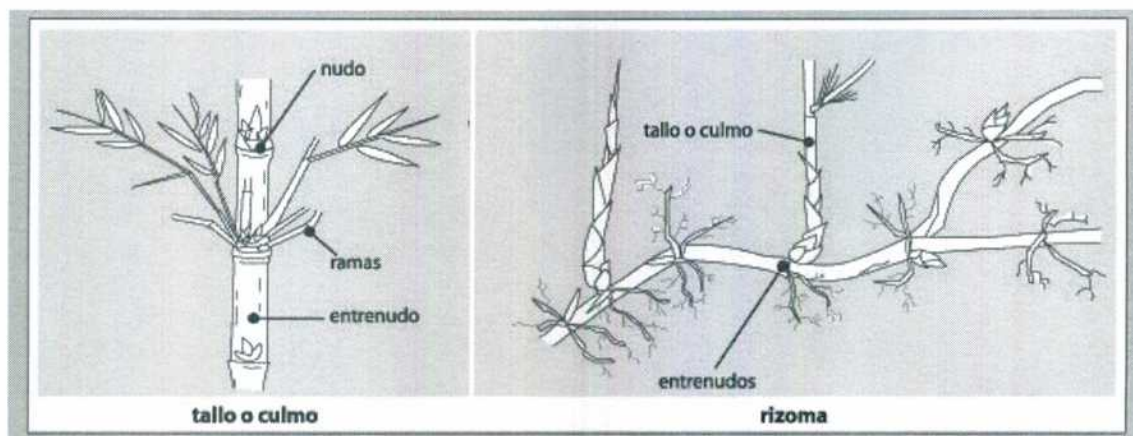 nudo
ramas
entrenudo
tallo o culmo
tallo o culmo
entrenudos
rizoma